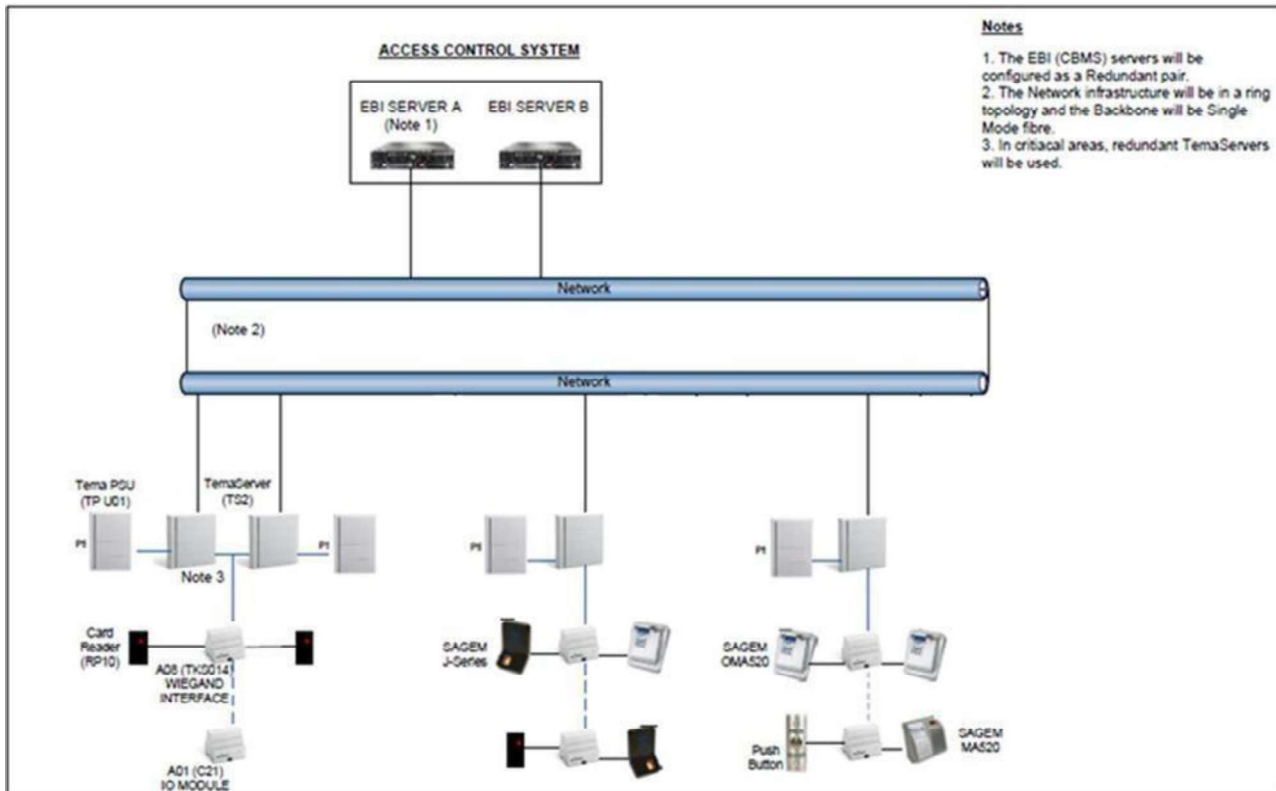 ACCESS CONTROL SYSTEM
EBI SERVER A
(Note 1)
EBI SERVER B
Notes
1. The EBI (CBMS) servers will be
configured as a Redundant pair.
2. The Network infrastructure will be in a ring
topology and the Backbone will be Single
Mode fibre.
3. In critiacal areas, redundant TemaServers
will be used.
Network
(Note 2)
Network
Tema PSU
(TP U01)
TemaServer
(TS2)
Note 3
Card
Reader
(RP10)
A08 (TKS014)
WIEGAND
INTERFACE
A01 (C21)
IO MODULE
SAGEM
J-Series
SAGEM
OMA520
Push
Button
SAGEM
MA520